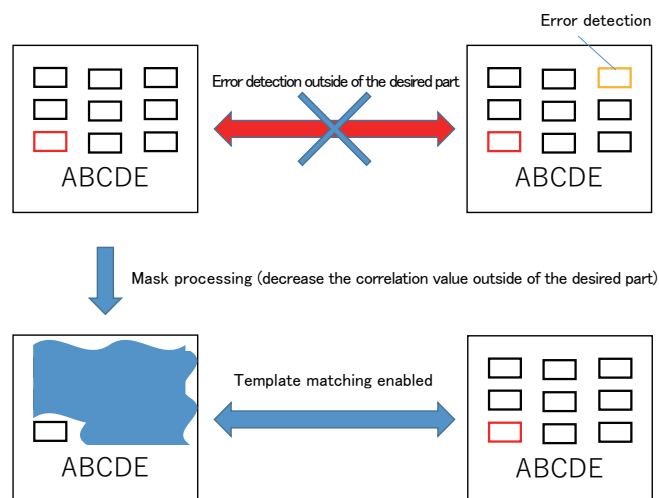 Error detection
Error detection outside of the desired part
ABCDE
ABCDE
Mask processing (decrease the correlation value outside of the desired part)
Template matching enabled
ABCDE
ABCDE